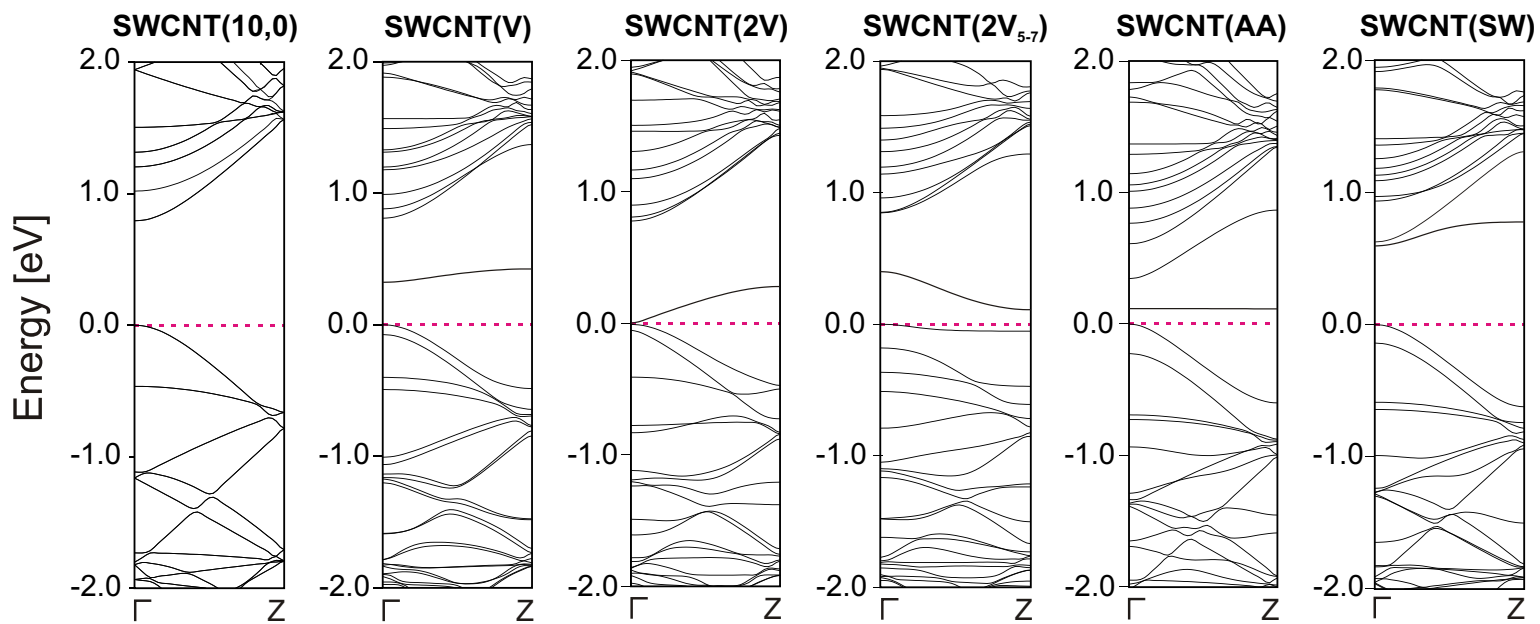 SWCNT(10,0) SWCNT(V) SWCNT(2V) SWCNT(2V5-7) SWCNT(AA) SWCNT(SW)
2.0 2.0 2.0 2.0 2.0 2.0
1.0 1.0 1.0 1.0 1.0 1.0
Energy [eV]
0.0 0.0 0.0 0.0 0.0 0.0
-1.0 -1.0 -1.0 -1.0 -1.0 -1.0
-2.0 -2.0 -2.0 -2.0 -2.0 -2.0
Γ Z Γ Z Γ Z Γ Z Γ Z Γ Z